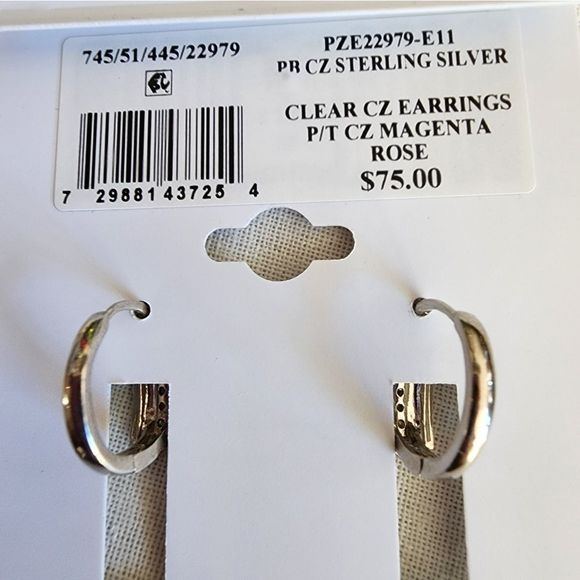 745/51/445/22979
7 29881 43725 4
PZE22979-E11
PB CZ STERLING SILVER
CLEAR CZ EARRINGS
P/T CZ MAGENTA
ROSE
$75.00